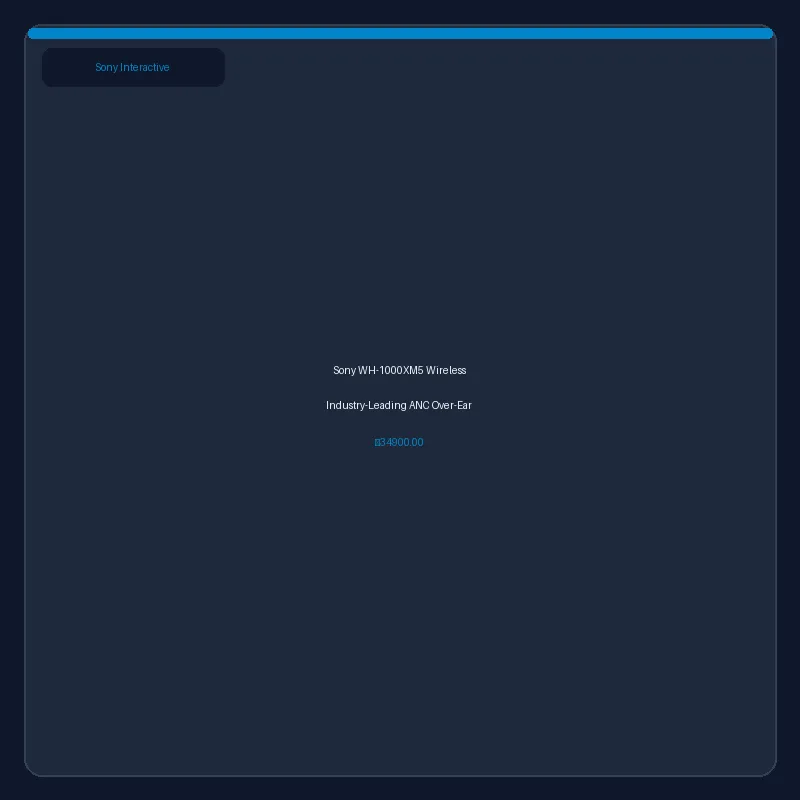 Sony Interactive
Sony WH-1000XM5 Wireless
Industry-Leading ANC Over-Ear
34900.00